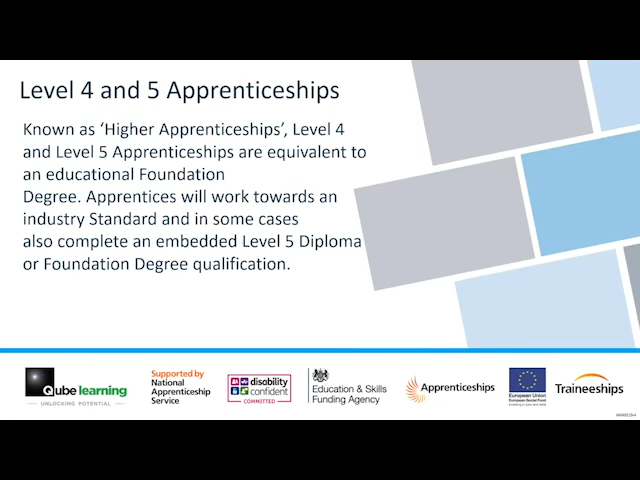 Level 4 and 5 Apprenticeships
Known as ‘Higher Apprenticeships’, Level 4
and Level 5 Apprenticeships are equivalent to
an educational Foundation
Degree. Apprentices will work towards an
industry Standard and in some cases
also complete an embedded Level 5 Diploma
or Foundation Degree qualification.
Qube learning
UNLOCKING POTENTIAL
Supported by
National
Apprenticeship
Service
disability
confident
COMMITTED
Education & Skills
Funding Agency
Apprenticeships
European Union
European Social Fund
Traineeships